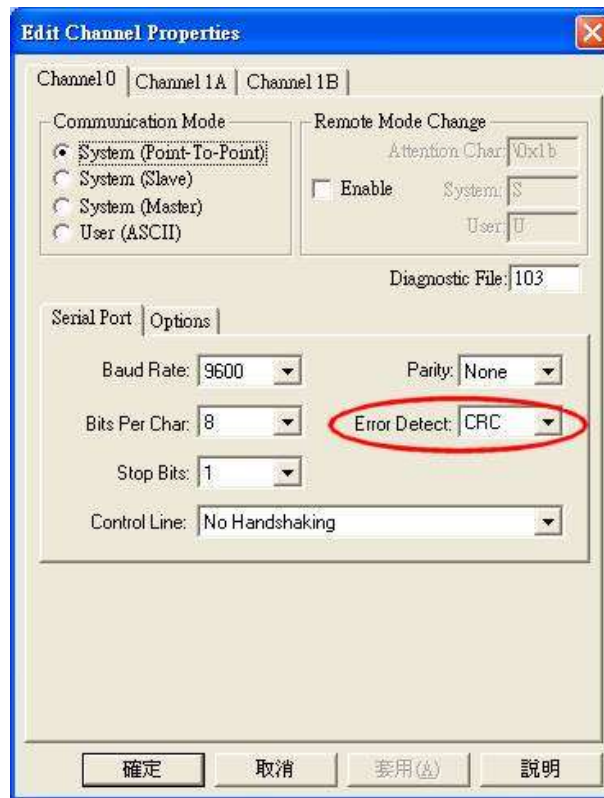 Edit Channel Properties
Channel 0 Channel 1A Channel 1B
Communication Mode
System (Point-To-Point)
System (Slave)
System (Master)
User (ASCII)
Remote Mode Change
Attention Char: \0x1b
Enable
System: S
User: U
Diagnostic File: 103
Serial Port Options
Baud Rate: 9600
Parity: None
Bits Per Char: 8
Error Detect: CRC
Stop Bits: 1
Control Line: No Handshaking
確定 取消 套用(A) 說明